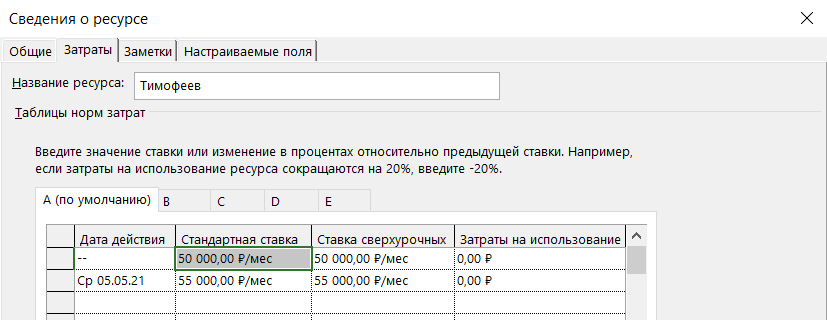 Сведения о ресурсе
Общие Затраты Заметки Настраиваемые поля
Название ресурса: Тимофеев
Таблицы норм затрат
Введите значение ставки или изменение в процентах относительно предыдущей ставки. Например,
если затраты на использование ресурса сокращаются на 20%, введите -20%.
A (по умолчанию) B C D E
Дата действия Стандартная ставка Ставка сверхурочных Затраты на использование
-- 50 000,00 ₽/мес 50 000,00 ₽/мес 0,00 ₽
Ср 05.05.21 55 000,00 ₽/мес 55 000,00 ₽/мес 0,00 ₽